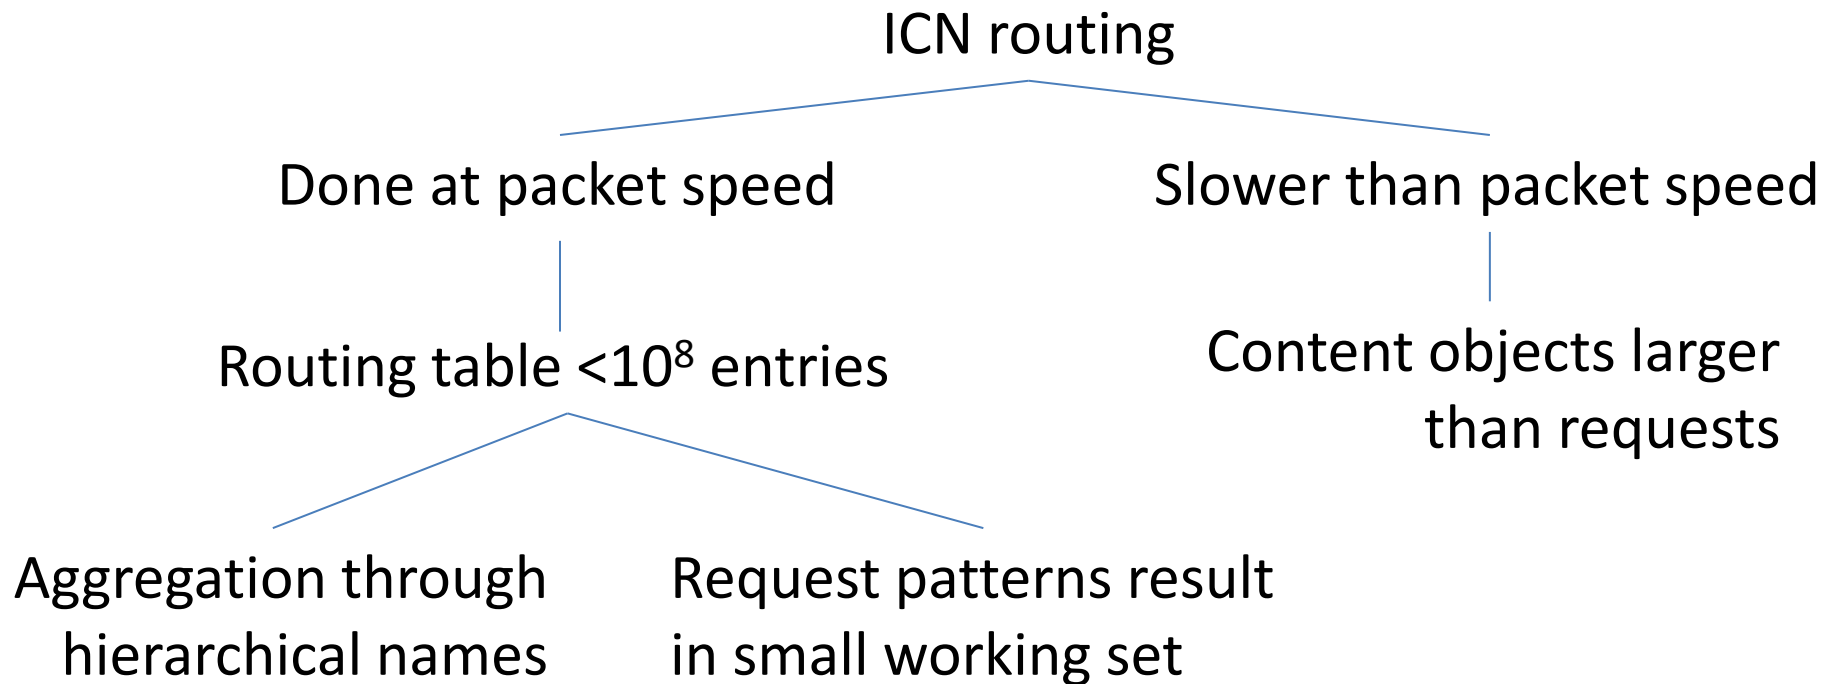 ICN routing
Done at packet speed
Slower than packet speed
Routing table <10⁸ entries
Content objects larger
than requests
Aggregation through
hierarchical names
Request patterns result
in small working set